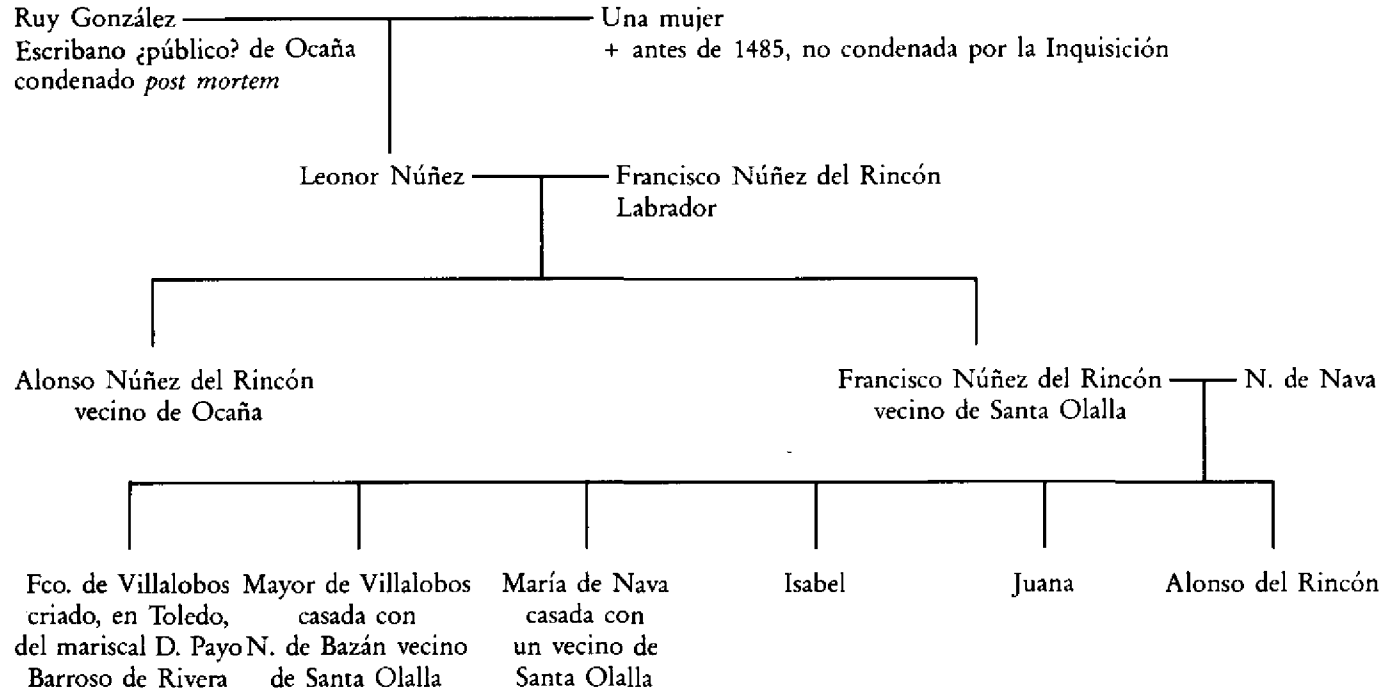 Ruy González
Escribano ¿público? de Ocaña
condenado post mortem
Una mujer
+ antes de 1485, no condenada por la Inquisición
Leonor Núñez
Francisco Núñez del Rincón
Labrador
Alonso Núñez del Rincón
vecino de Ocaña
Francisco Núñez del Rincón
vecino de Santa Olalla
N. de Nava
Fco. de Villalobos
criado, en Toledo,
del mariscal D. Payo
Barroso de Rivera
Mayor de Villalobos
casada con
N. de Bazán vecino
de Santa Olalla
María de Nava
casada con
un vecino de
Santa Olalla
Isabel
Juana
Alonso del Rincón